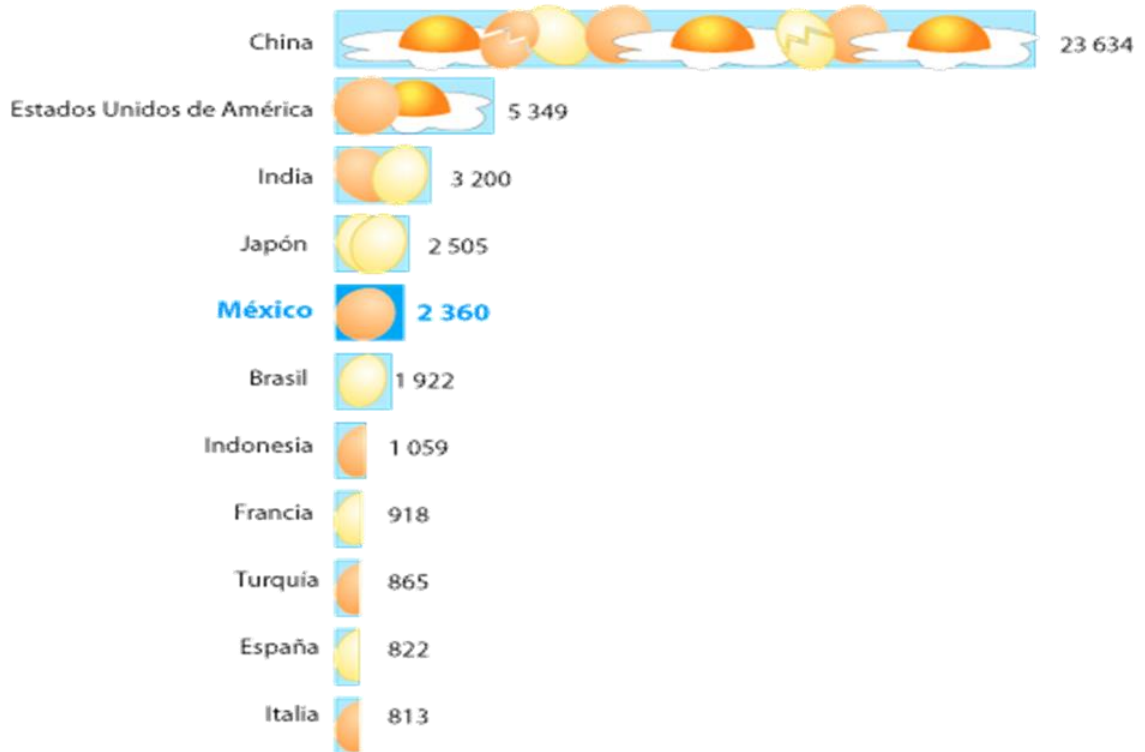 China 23 634
Estados Unidos de América 5 349
India 3 200
Japón 2 505
México 2 360
Brasil 1 922
Indonesia 1 059
Francia 918
Turquía 865
España 822
Italia 813